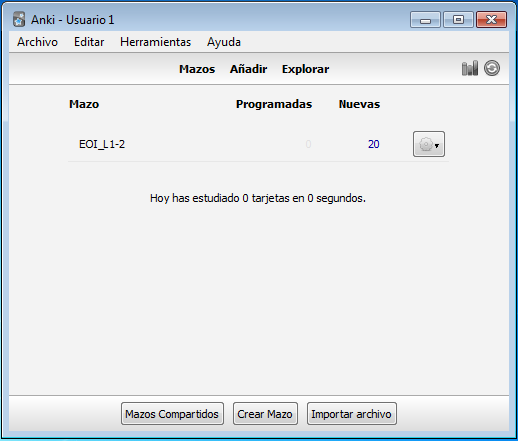 Anki - Usuario 1
Archivo Editar Herramientas Ayuda
Mazos Añadir Explorar
Mazo Programadas Nuevas
EOI_L1-2 0 20
Hoy has estudiado 0 tarjetas en 0 segundos.
Mazos Compartidos Crear Mazo Importar archivo